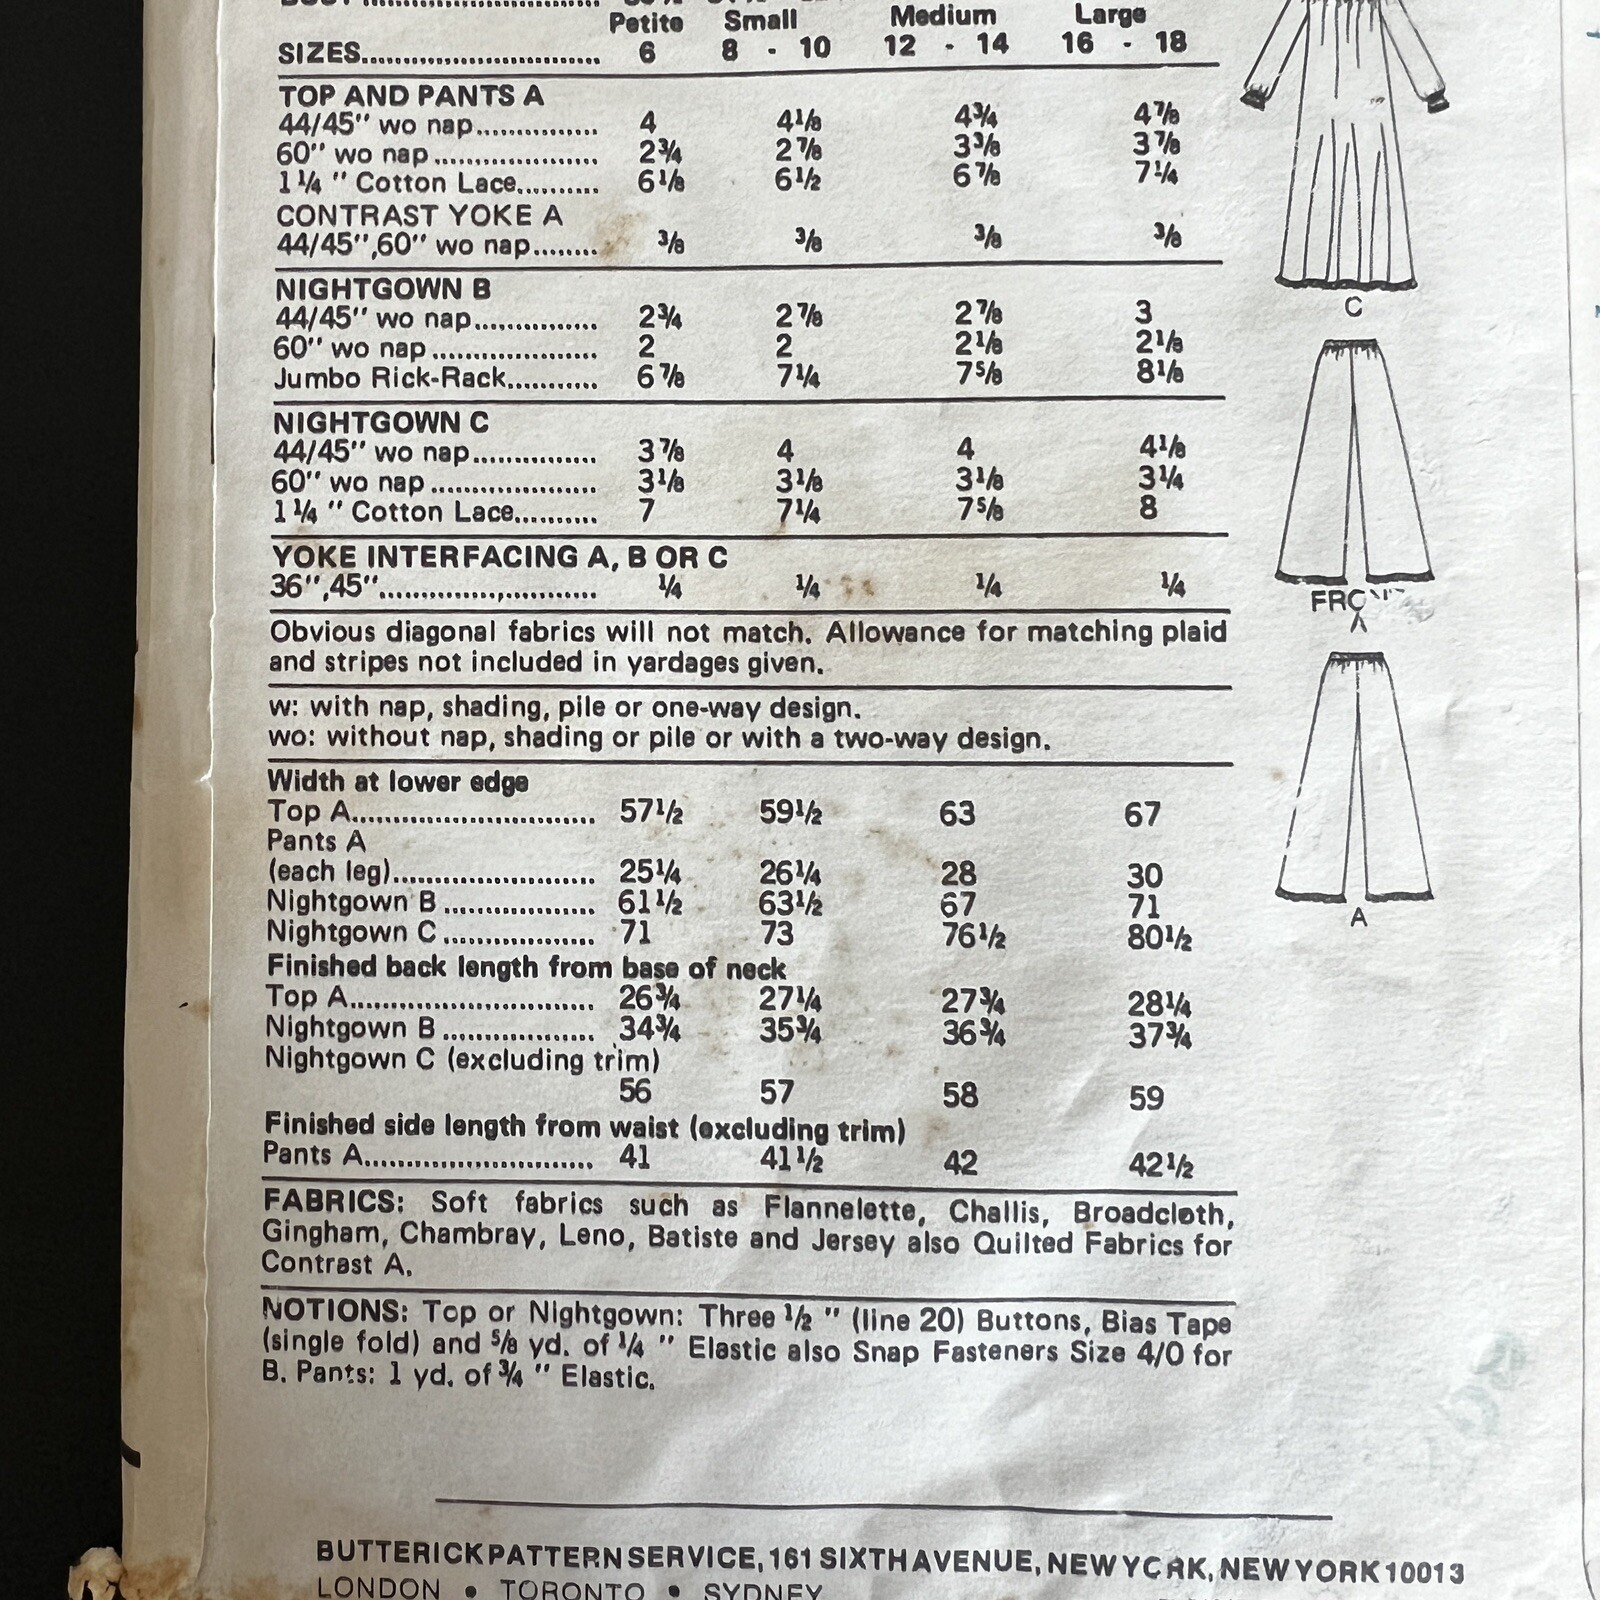 Petite Small Medium Large
SIZES.............................. 6 8 - 10 12 - 14 16 - 18
TOP AND PANTS A
44/45" wo nap................ 4 4⅛ 4¾ 4⅞
60" wo nap...................... 2¾ 2⅞ 3⅜ 3⅞
1¼ " Cotton Lace.......... 6⅛ 6½ 6⅞ 7¼
CONTRAST YOKE A
44/45",60" wo nap......... ⅜ ⅜ ⅜ ⅜
NIGHTGOWN B
44/45" wo nap................ 2¾ 2⅞ 2⅞ 3
60" wo nap...................... 2 2 2⅛ 2⅛
Jumbo Rick-Rack........... 6⅞ 7¼ 7⅝ 8⅛
NIGHTGOWN C
44/45" wo nap................ 3⅞ 4 4 4⅛
60" wo nap...................... 3⅛ 3⅛ 3⅛ 3¼
1¼ " Cotton Lace.......... 7 7¼ 7⅝ 8
YOKE INTERFACING A, B OR C
36",45"............................ ¼ ¼ ¼ ¼
Obvious diagonal fabrics will not match. Allowance for matching plaid
and stripes not included in yardages given.
w: with nap, shading, pile or one-way design.
wo: without nap, shading or pile or with a two-way design.
Width at lower edge
Top A............................... 57½ 59½ 63 67
Pants A
(each leg)......................... 25¼ 26¼ 28 30
Nightgown B ................... 61½ 63½ 67 71
Nightgown C ................... 71 73 76½ 80½
Finished back length from base of neck
Top A............................... 26¾ 27¼ 27¾ 28¼
Nightgown B ................... 34¾ 35¾ 36¾ 37¾
Nightgown C (excluding trim)
56 57 58 59
Finished side length from waist (excluding trim)
Pants A............................ 41 41½ 42 42½
FABRICS: Soft fabrics such as Flannelette, Challis, Broadcloth,
Gingham, Chambray, Leno, Batiste and Jersey also Quilted Fabrics for
Contrast A.
NOTIONS: Top or Nightgown: Three ½ " (line 20) Buttons, Bias Tape
(single fold) and ⅝ yd. of ¼ " Elastic also Snap Fasteners Size 4/0 for
B. Pants: 1 yd. of ¾ " Elastic.
BUTTERICK PATTERN SERVICE, 161 SIXTH AVENUE, NEW YORK, NEW YORK 10013
LONDON • TORONTO • SYDNEY
C
FRONT
A
A